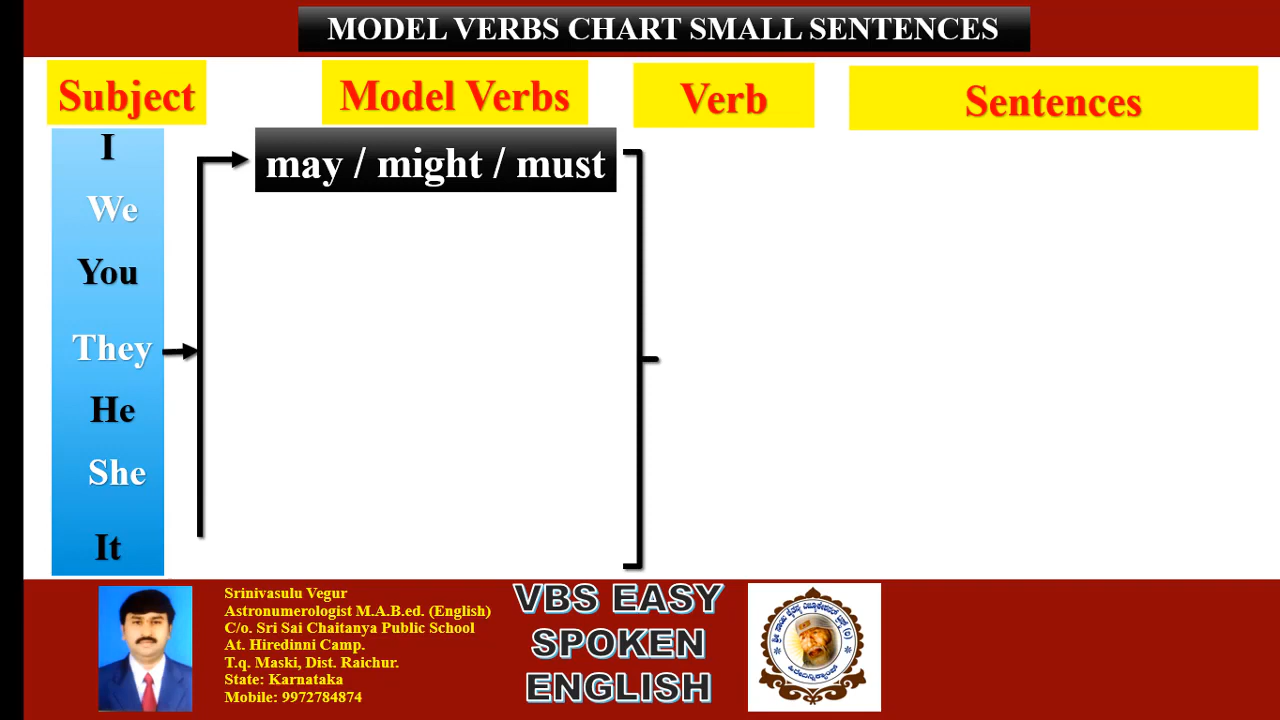 MODEL VERBS CHART SMALL SENTENCES
Subject
Model Verbs
Verb
Sentences
I
We
You
They
He
She
It
may / might / must
Srinivasulu Vegur
Astronumerologist M.A.B.ed. (English)
C/o. Sri Sai Chaitanya Public School
At. Hiredinni Camp.
T.q. Maski, Dist. Raichur.
State: Karnataka
Mobile: 9972784874
VBS EASY
SPOKEN
ENGLISH